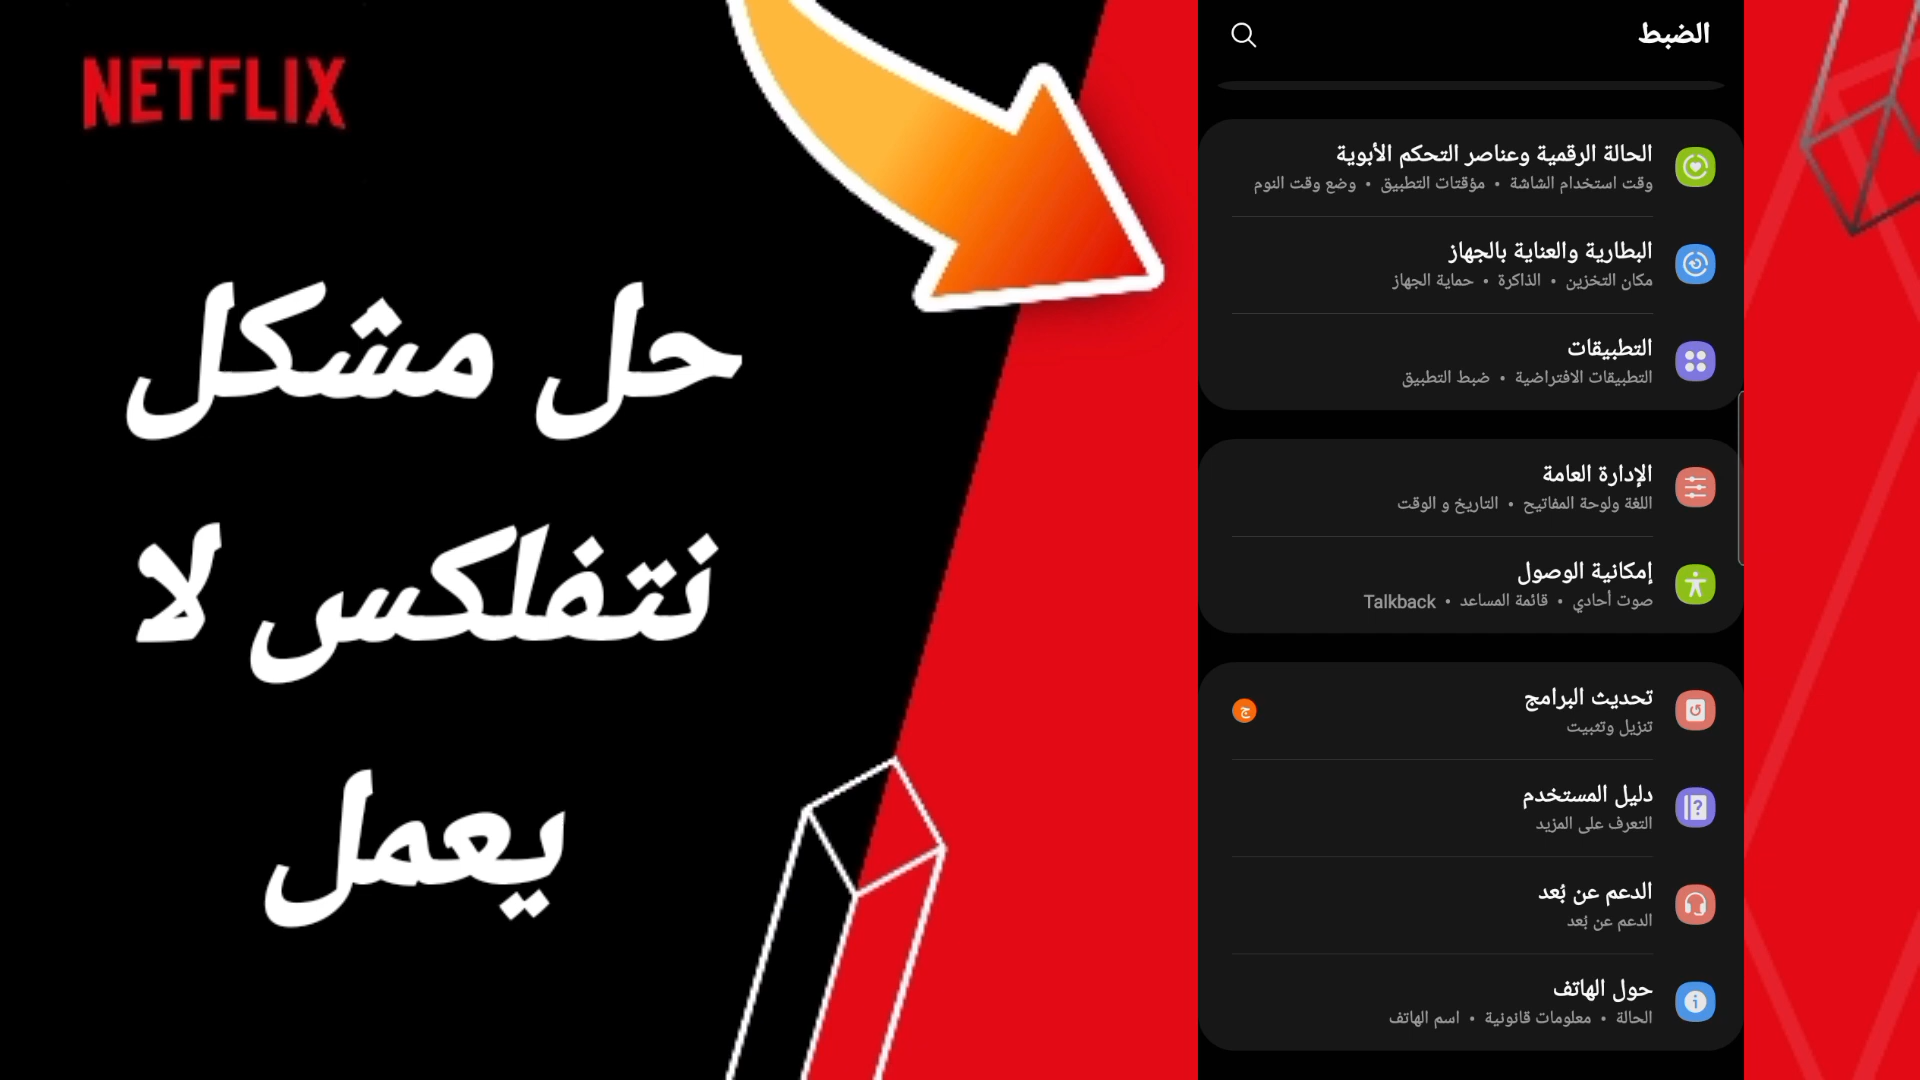 NETFLIX
حل مشكل
نتفلكس لا
يعمل
الضبط
الحالة الرقمية وعناصر التحكم الأبوية
وقت استخدام الشاشة • مؤقتات التطبيق • وضع وقت النوم
البطارية والعناية بالجهاز
مكان التخزين • الذاكرة • حماية الجهاز
التطبيقات
التطبيقات الافتراضية • ضبط التطبيق
الإدارة العامة
اللغة ولوحة المفاتيح • التاريخ و الوقت
إمكانية الوصول
صوت أحادي • قائمة المساعد • Talkback
تحديث البرامج
تنزيل وتثبيت
ج
دليل المستخدم
التعرف على المزيد
الدعم عن بُعد
الدعم عن بُعد
حول الهاتف
الحالة • معلومات قانونية • اسم الهاتف